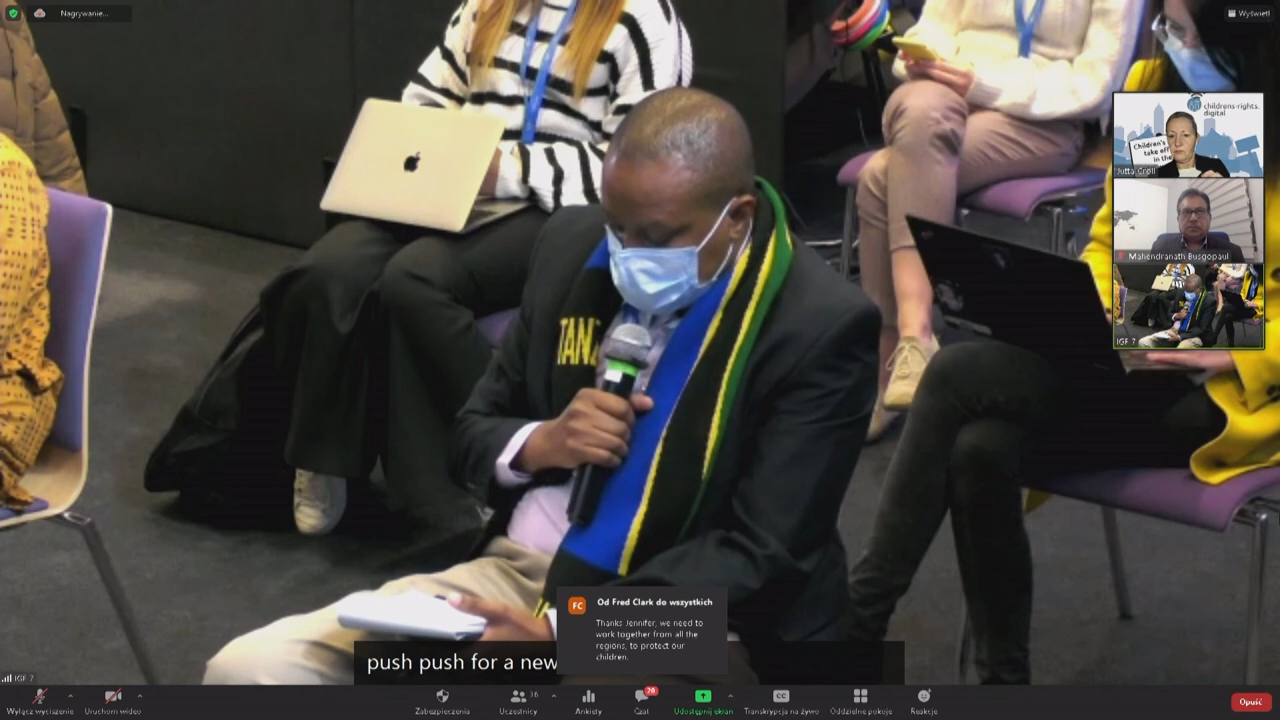 Nagrywanie...
Wyświetl
childrens-rights.
digital
Children's
take off
in the
Jutta Croll
Mahendranath Busgopaul
IGF 7
TAN
FC
Od Fred Clark do wszystkich
Thanks Jennifer, we need to
work together from all the
regions, to protect our
children.
push push for a new
IGF 7
Wyłącz wyciszenie
Uruchom wideo
Zabezpieczenia
Uczestnicy
16
Ankiety
Czat
26
Udostępnij ekran
CC
Transkrypcja na żywo
Oddzielne pokoje
Reakcje
Opuść